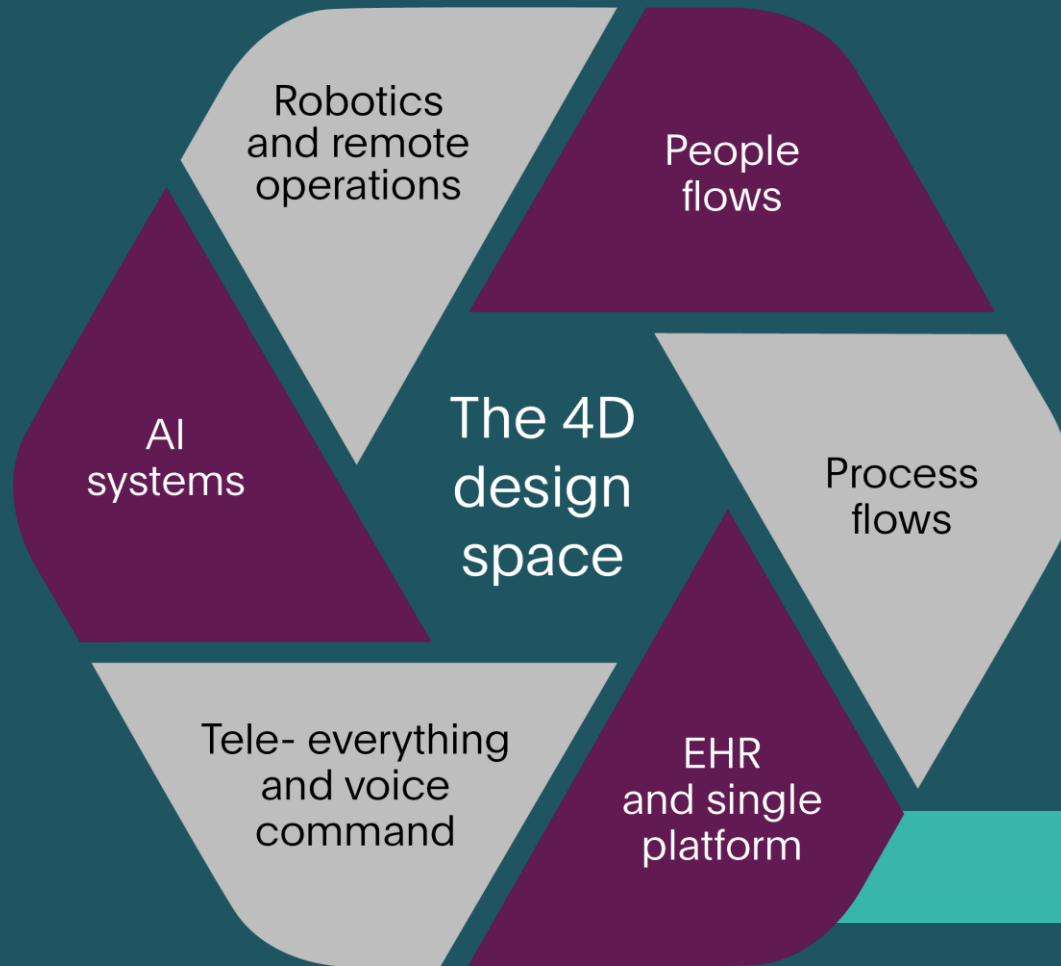 Robotics
and remote
operations
People
flows
The 4D
design
space
AI
systems
Process
flows
Tele- everything
and voice
command
EHR
and single
platform